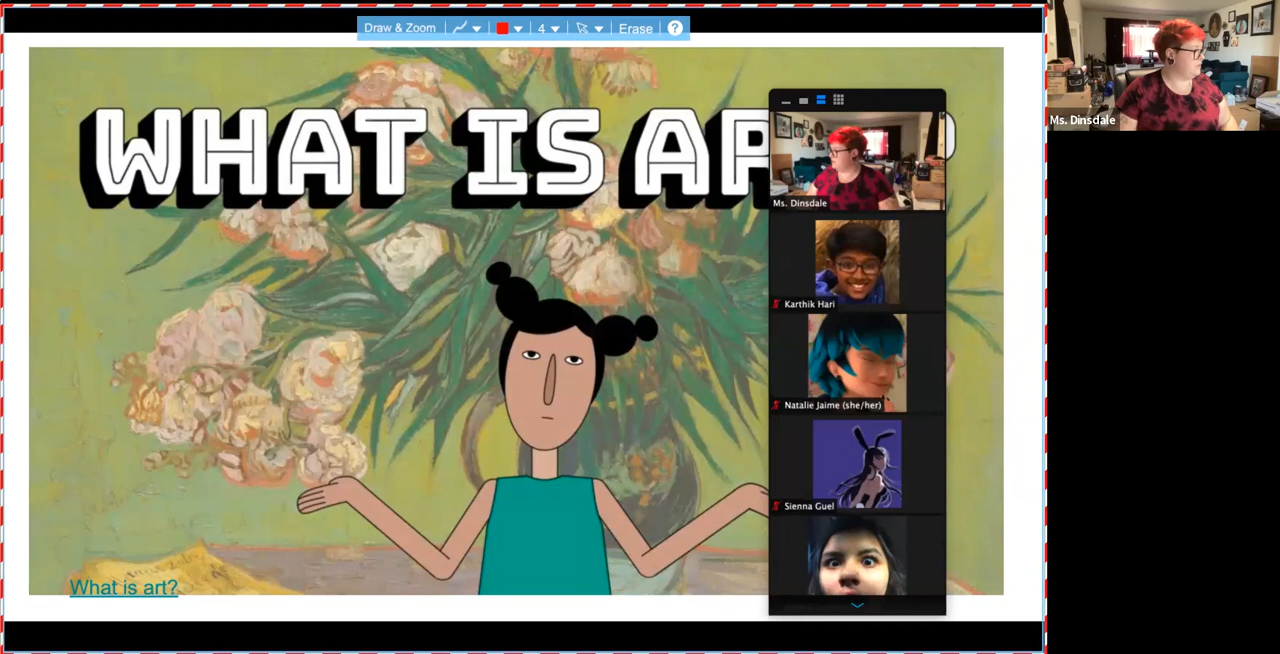 Draw & Zoom 4 Erase ?
Ms. Dinsdale
WHAT IS AR
Ms. Dinsdale
Karthik Hari
Natalie Jaime (she/her)
Sienna Guel
What is art?